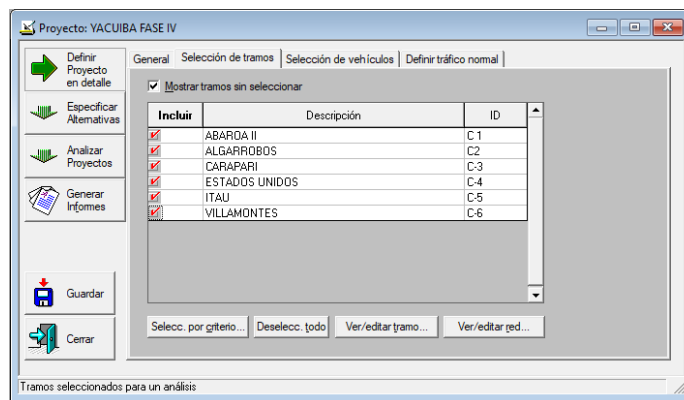 Proyecto: YACUIBA FASE IV
Definir
Proyecto
en detalle
Especificar
Alternativas
Analizar
Proyectos
Generar
Informes
Guardar
Cerrar
General Selección de tramos Selección de vehículos Definir tráfico normal
Mostrar tramos sin seleccionar
Incluir Descripción ID
ABAROA II C 1
ALGARROBOS C2
CARAPARI C-3
ESTADOS UNIDOS C-4
ITAU C-5
VILLAMONTES C-6
Selecc. por criterio... Deselecc. todo Ver/editar tramo... Ver/editar red...
Tramos seleccionados para un análisis